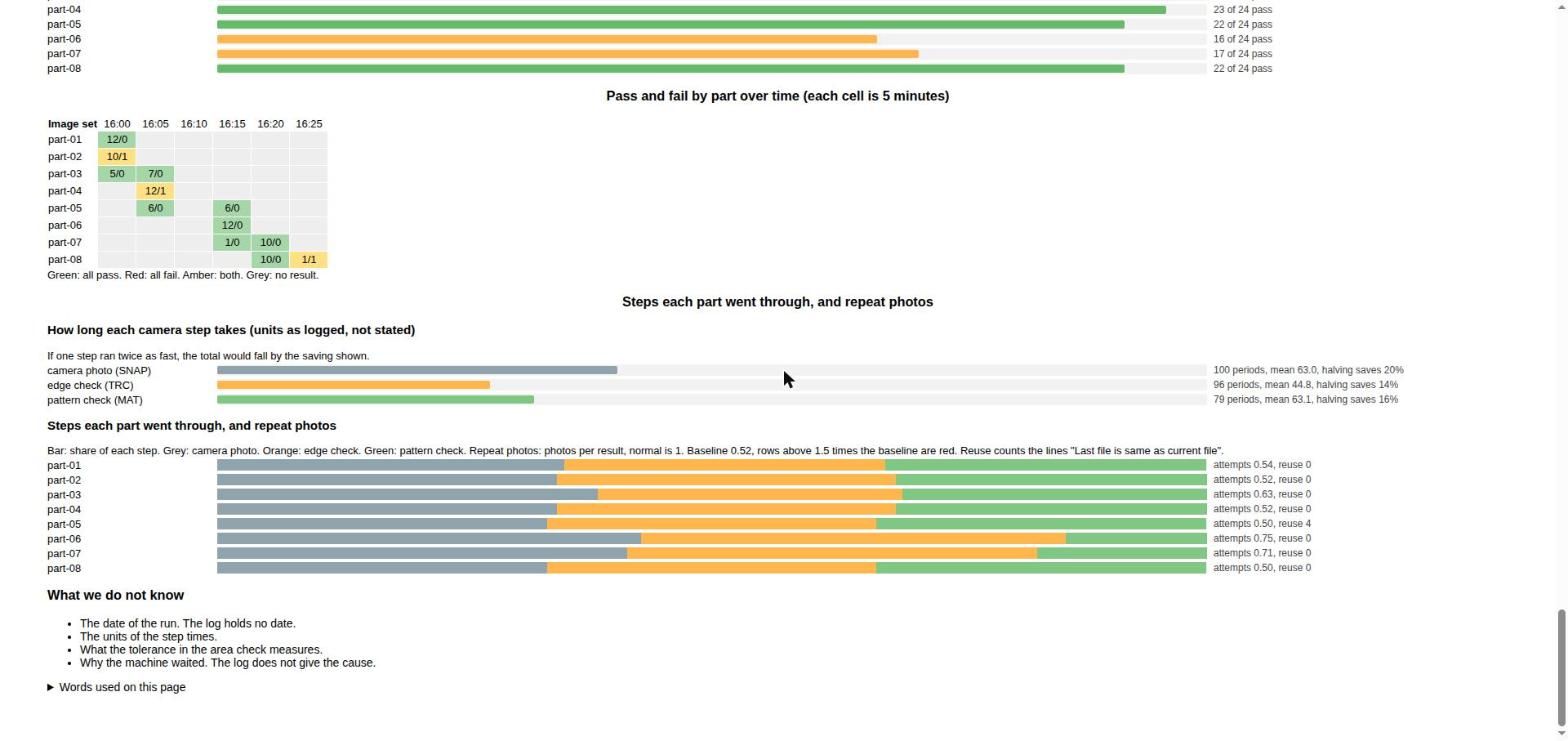 part-04 23 of 24 pass
part-05 22 of 24 pass
part-06 16 of 24 pass
part-07 17 of 24 pass
part-08 22 of 24 pass
Pass and fail by part over time (each cell is 5 minutes)
Image set 16:00 16:05 16:10 16:15 16:20 16:25
part-01 12/0
part-02 10/1
part-03 5/0 7/0
part-04 12/1
part-05 6/0 6/0
part-06 12/0
part-07 1/0 10/0
part-08 10/0 1/1
Green: all pass. Red: all fail. Amber: both. Grey: no result.
Steps each part went through, and repeat photos
How long each camera step takes (units as logged, not stated)
If one step ran twice as fast, the total would fall by the saving shown.
camera photo (SNAP) 100 periods, mean 63.0, halving saves 20%
edge check (TRC) 96 periods, mean 44.8, halving saves 14%
pattern check (MAT) 79 periods, mean 63.1, halving saves 16%
Steps each part went through, and repeat photos
Bar: share of each step. Grey: camera photo. Orange: edge check. Green: pattern check. Repeat photos: photos per result, normal is 1. Baseline 0.52, rows above 1.5 times the baseline are red. Reuse counts the lines "Last file is same as current file".
part-01 attempts 0.54, reuse 0
part-02 attempts 0.52, reuse 0
part-03 attempts 0.63, reuse 0
part-04 attempts 0.52, reuse 0
part-05 attempts 0.50, reuse 4
part-06 attempts 0.75, reuse 0
part-07 attempts 0.71, reuse 0
part-08 attempts 0.50, reuse 0
What we do not know
• The date of the run. The log holds no date.
• The units of the step times.
• What the tolerance in the area check measures.
• Why the machine waited. The log does not give the cause.
▶ Words used on this page